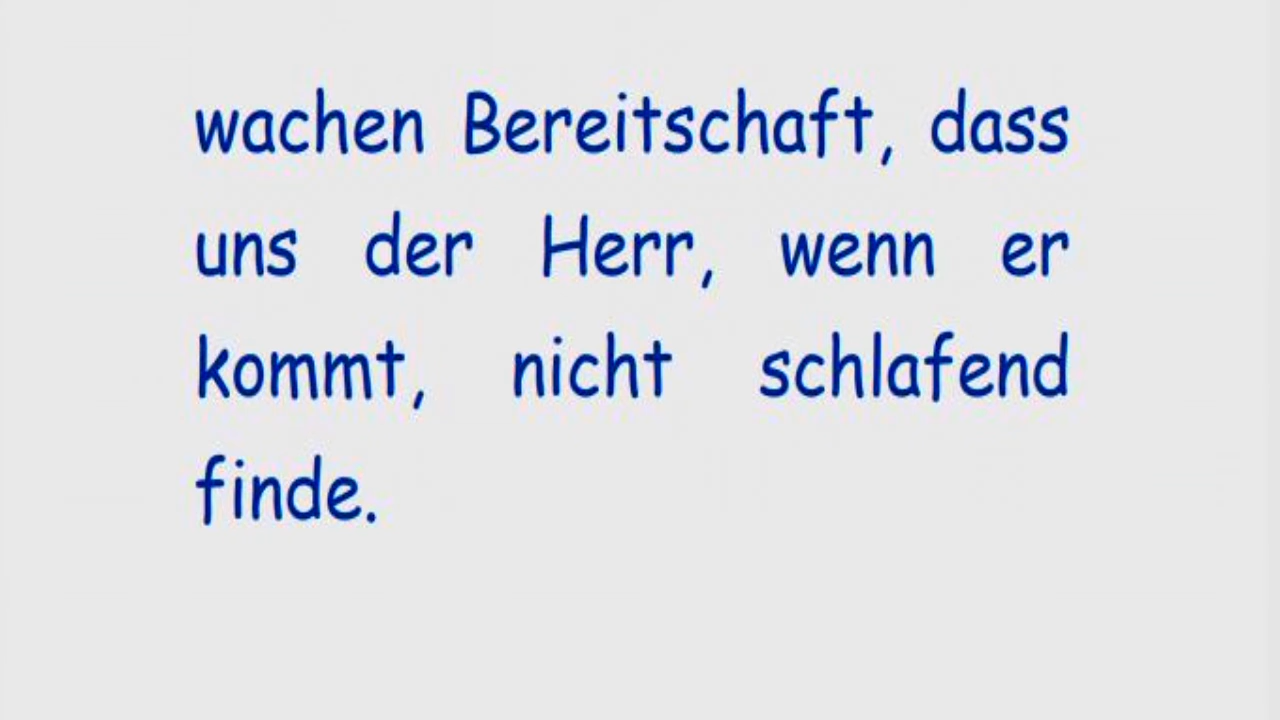 wachen Bereitschaft, dass
uns der Herr, wenn er
kommt, nicht schlafend
finde.